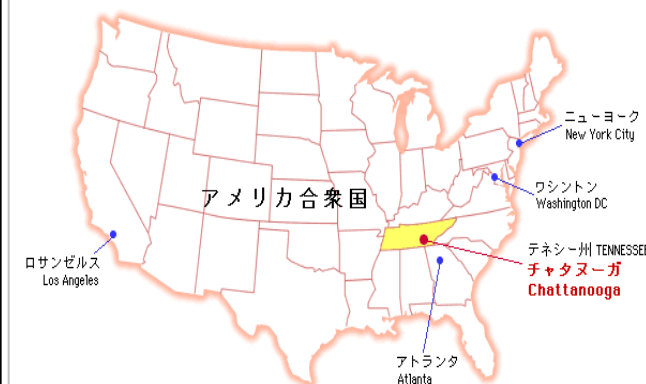 ニューヨーク
New York City
アメリカ合衆国
ワシントン
Washington DC
ロサンゼルス
Los Angeles
テネシー州 TENNESSEE
チャタヌーガ
Chattanooga
アトランタ
Atlanta